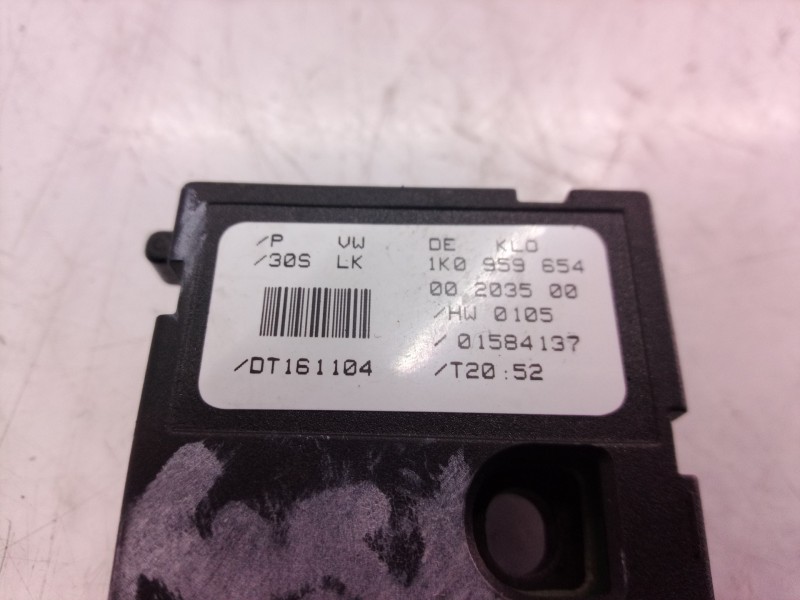 /P VW DE KLO
/30S LK 1K0 959 654
00 2035 00
/HW 0105
/01584137
/DT161104 /T20:52